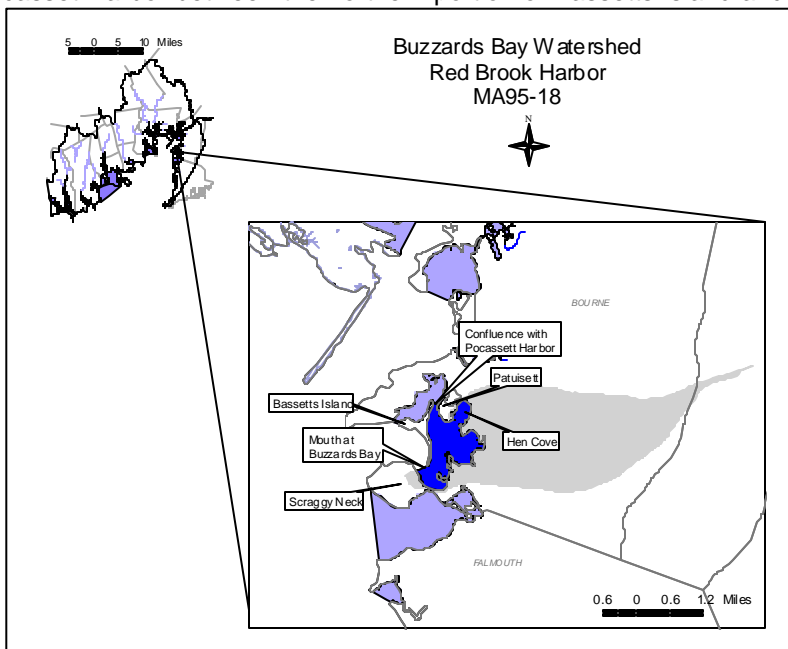 5 0 5 10 Miles
Buzzards Bay Watershed
Red Brook Harbor
MA95-18
N
BOURNE
Confluence with
Pocassett Harbor
Patuisett
Bassetts Island
Hen Cove
Mouth at
Buzzards Bay
Scraggy Neck
FALMOUTH
0.6 0 0.6 1.2 Miles